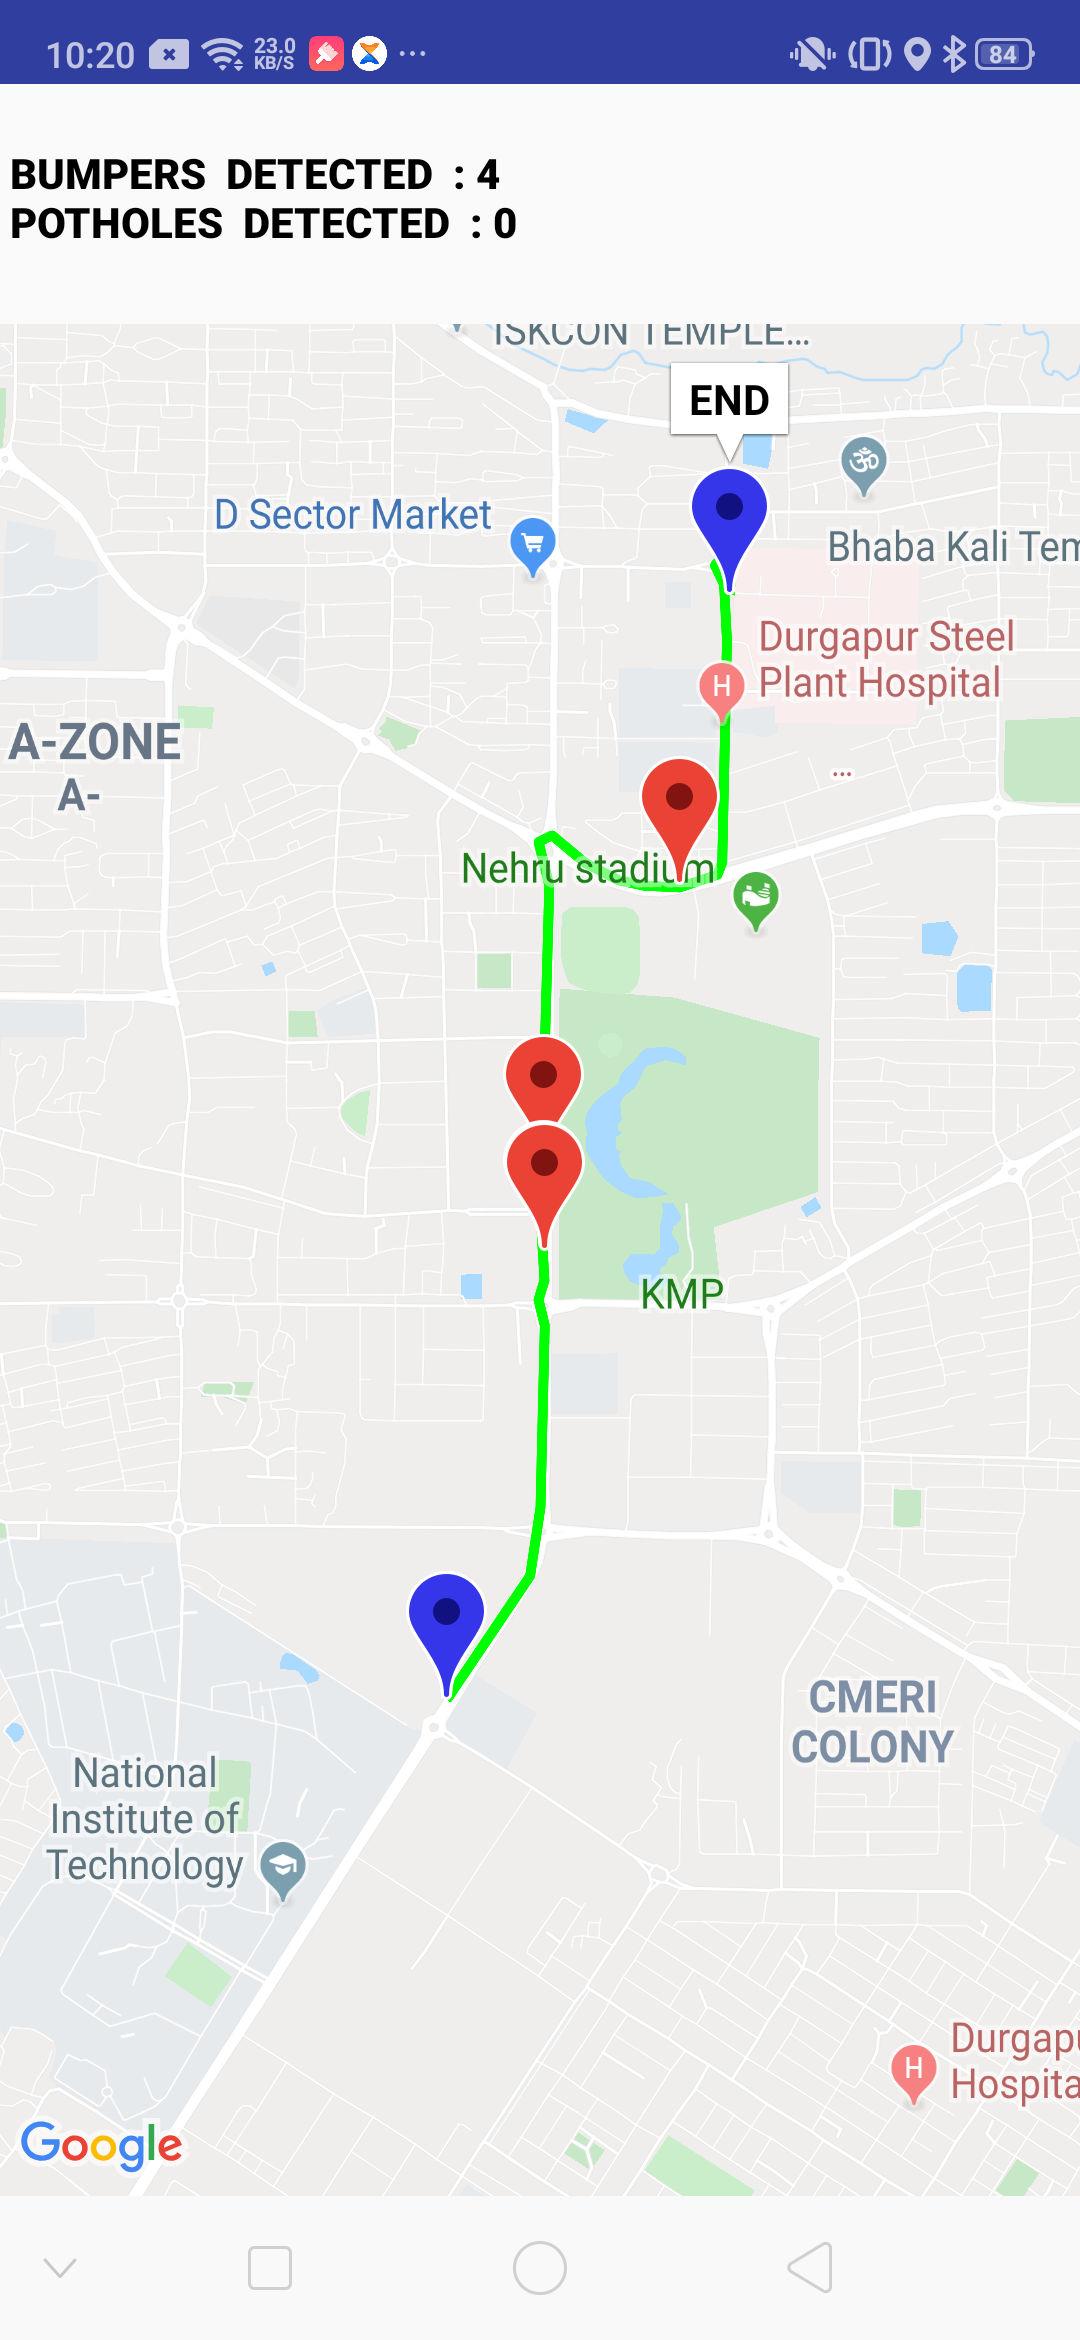 10:20 23.0 KB/S ... 84
BUMPERS DETECTED : 4
POTHOLES DETECTED : 0
ISKCON TEMPLE...
END
D Sector Market
Bhaba Kali Tem
Durgapur Steel
Plant Hospital
H
A-ZONE
A-
...
Nehru stadium
KMP
CMERI
COLONY
National
Institute of
Technology
Durgapu
Hospita
H
Google